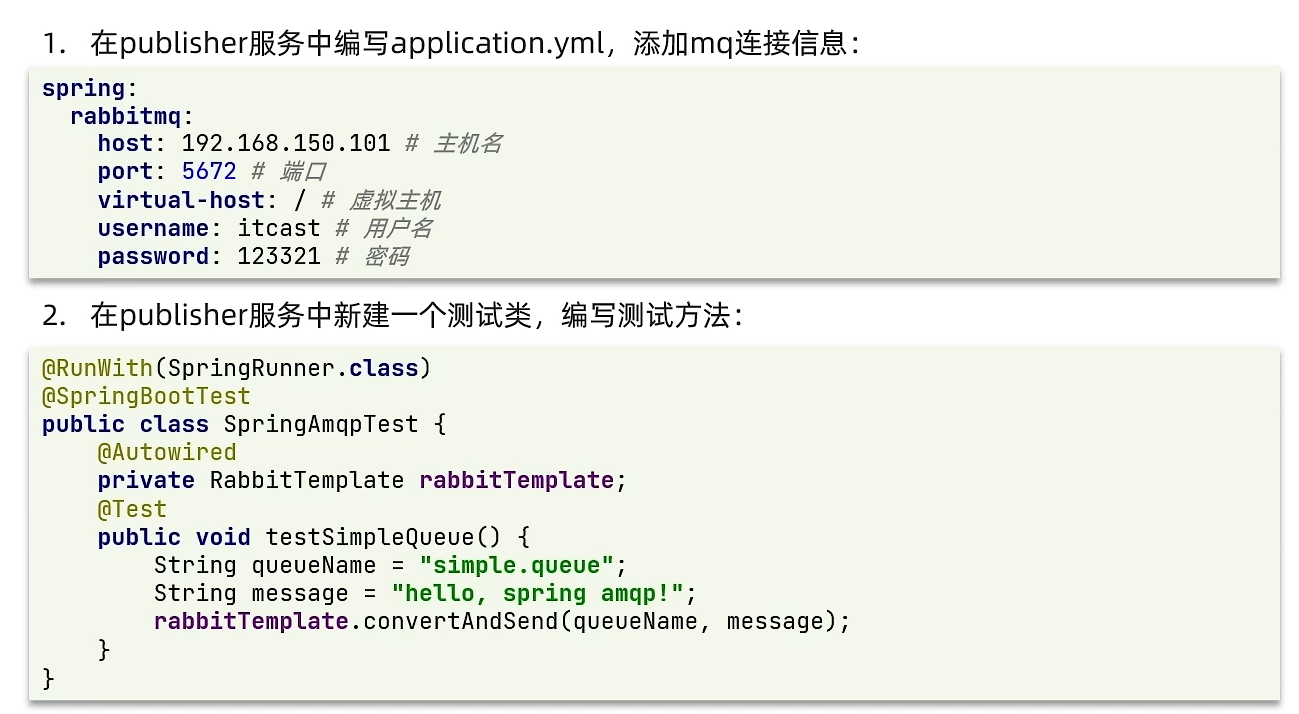 1. 在publisher服务中编写application.yml，添加mq连接信息：
spring:
  rabbitmq:
    host: 192.168.150.101 # 主机名
    port: 5672 # 端口
    virtual-host: / # 虚拟主机
    username: itcast # 用户名
    password: 123321 # 密码
2. 在publisher服务中新建一个测试类，编写测试方法：
@RunWith(SpringRunner.class)
@SpringBootTest
public class SpringAmqpTest {
    @Autowired
    private RabbitTemplate rabbitTemplate;
    @Test
    public void testSimpleQueue() {
        String queueName = "simple.queue";
        String message = "hello, spring amqp!";
        rabbitTemplate.convertAndSend(queueName, message);
    }
}